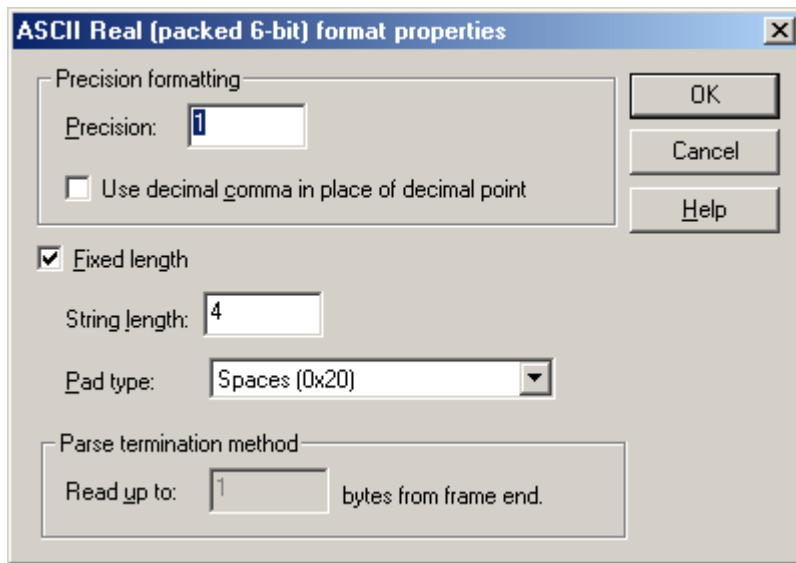 ASCII Real (packed 6-bit) format properties
Precision formatting
Precision: 1
Use decimal comma in place of decimal point
OK
Cancel
Help
Fixed length
String length: 4
Pad type: Spaces (0x20)
Parse termination method
Read up to: 1 bytes from frame end.